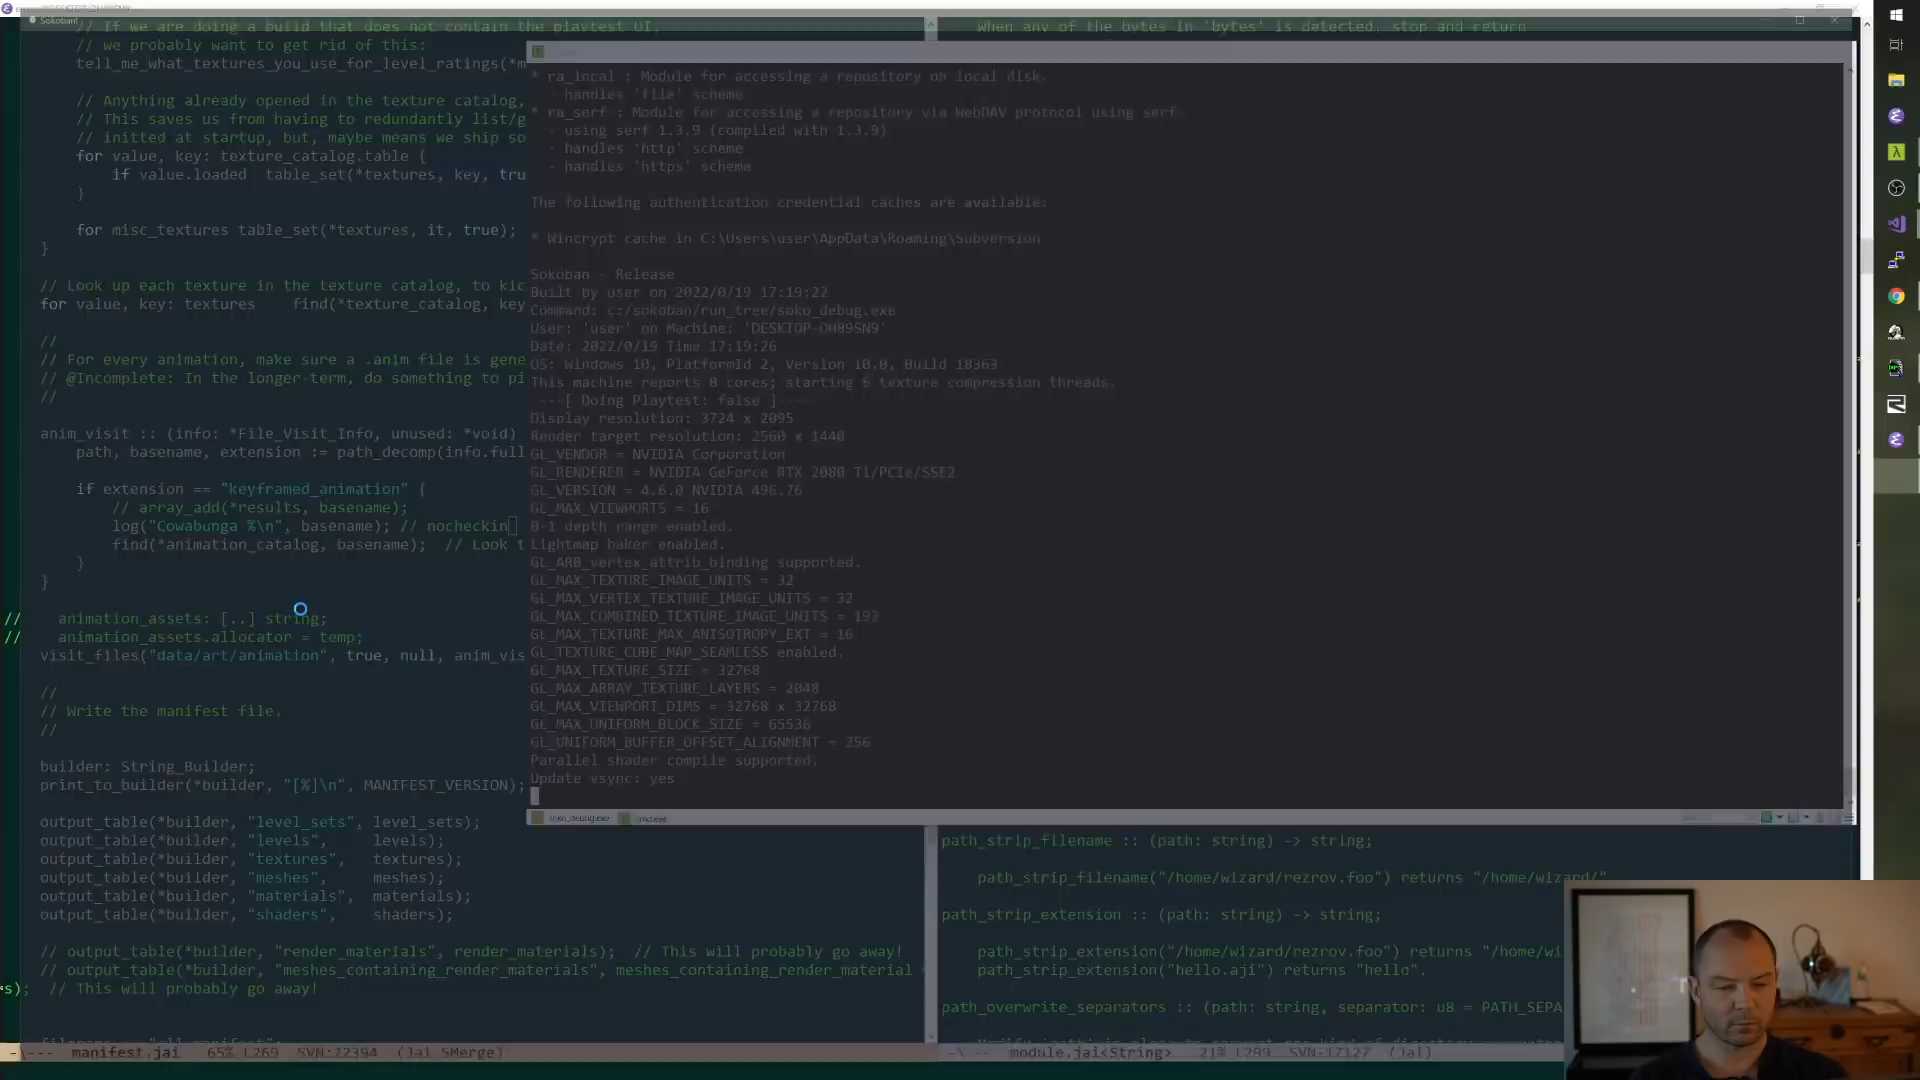 Sokoban!
// If we are doing a build that does not contain the playtest UI,
// we probably want to get rid of this:
tell_me_what_textures_you_use_for_level_ratings(*m
// Anything already opened in the texture catalog,
// This saves us from having to redundantly list/g
// initted at startup, but, maybe means we ship so
for value, key: texture_catalog.table {
if value.loaded  table_set(*textures, key, tru
}
for misc_textures table_set(*textures, it, true);
}
// Look up each texture in the texture catalog, to kic
for value, key: textures    find(*texture_catalog, key
//
// For every animation, make sure a .anim file is gene
// @Incomplete: In the longer-term, do something to pi
//
anim_visit :: (info: *File_Visit_Info, unused: *void)
path, basename, extension := path_decomp(info.full
if extension == "keyframed_animation" {
// array_add(*results, basename);
log("Cowabunga %\n", basename); // nocheckin
find(*animation_catalog, basename);  // Look t
}
}
//    animation_assets: [..] string;
//    animation_assets.allocator = temp;
visit_files("data/art/animation", true, null, anim_vis
//
// Write the manifest file.
//
builder: String_Builder;
print_to_builder(*builder, "[%]\n", MANIFEST_VERSION);
output_table(*builder, "level_sets", level_sets);
output_table(*builder, "levels",     levels);
output_table(*builder, "textures",   textures);
output_table(*builder, "meshes",     meshes);
output_table(*builder, "materials",  materials);
output_table(*builder, "shaders",    shaders);
// output_table(*builder, "render_materials", render_materials);  // This will probably go away!
// output_table(*builder, "meshes_containing_render_materials", meshes_containing_render_material
s);  // This will probably go away!
-\---  manifest.jai   65% L269  SVN:22394  (Jai SMerge)
When any of the bytes in 'bytes' is detected, stop and return
* ra_local : Module for accessing a repository on local disk.
- handles 'file' scheme
* ra_serf : Module for accessing a repository via WebDAV protocol using serf.
- using serf 1.3.9 (compiled with 1.3.9)
- handles 'http' scheme
- handles 'https' scheme
The following authentication credential caches are available:
* Wincrypt cache in C:\Users\user\AppData\Roaming\Subversion
Sokoban - Release
Built by user on 2022/0/19 17:19:22
Command: c:/sokoban/run_tree/soko_debug.exe
User: 'user' on Machine: 'DESKTOP-OH89SN9'
Date: 2022/0/19 Time 17:19:26
OS: Windows 10, PlatformId 2, Version 10.0, Build 18363
This machine reports 8 cores; starting 6 texture compression threads.
---[ Doing Playtest: false ]----
Display resolution: 3724 x 2095
Render target resolution: 2560 x 1440
GL_VENDOR = NVIDIA Corporation
GL_RENDERER = NVIDIA GeForce RTX 2080 Ti/PCIe/SSE2
GL_VERSION = 4.6.0 NVIDIA 496.76
GL_MAX_VIEWPORTS = 16
0-1 depth range enabled.
Lightmap baker enabled.
GL_ARB_vertex_attrib_binding supported.
GL_MAX_TEXTURE_IMAGE_UNITS = 32
GL_MAX_VERTEX_TEXTURE_IMAGE_UNITS = 32
GL_MAX_COMBINED_TEXTURE_IMAGE_UNITS = 192
GL_MAX_TEXTURE_MAX_ANISOTROPY_EXT = 16
GL_TEXTURE_CUBE_MAP_SEAMLESS enabled.
GL_MAX_TEXTURE_SIZE = 32768
GL_MAX_ARRAY_TEXTURE_LAYERS = 2048
GL_MAX_VIEWPORT_DIMS = 32768 x 32768
GL_MAX_UNIFORM_BLOCK_SIZE = 65536
GL_UNIFORM_BUFFER_OFFSET_ALIGNMENT = 256
Parallel shader compile supported.
Update vsync: yes
soko_debug.exe  cmd.exe
path_strip_filename :: (path: string) -> string;
path_strip_filename("/home/wizard/rezrov.foo") returns "/home/wizard/"
path_strip_extension :: (path: string) -> string;
path_strip_extension("/home/wizard/rezrov.foo") returns "/home/wi
path_strip_extension("hello.aji") returns "hello".
path_overwrite_separators :: (path: string, separator: u8 = PATH_SEPA
-\ --  module.jai<String>   21% L299  SVN:17127  (Jai)